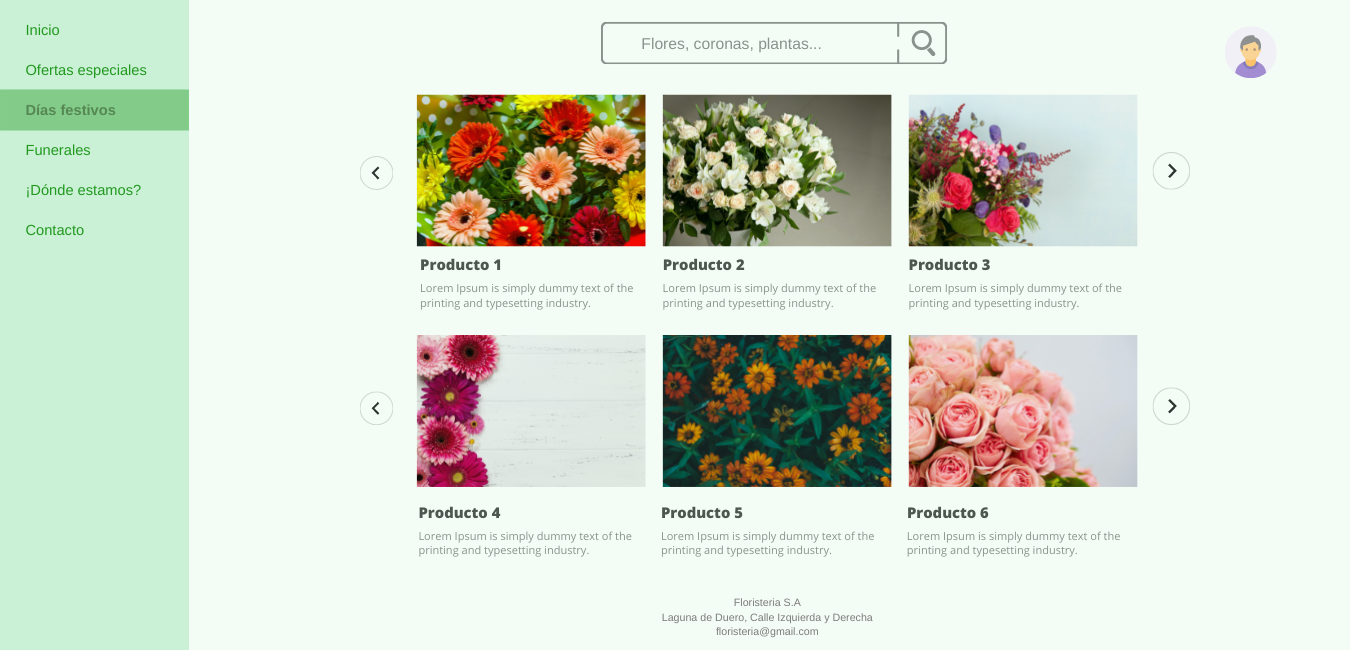 Inicio
Ofertas especiales
Días festivos
Funerales
¡Dónde estamos?
Contacto
Flores, coronas, plantas...
Producto 1
Lorem Ipsum is simply dummy text of the
printing and typesetting industry.
Producto 2
Lorem Ipsum is simply dummy text of the
printing and typesetting industry.
Producto 3
Lorem Ipsum is simply dummy text of the
printing and typesetting industry.
Producto 4
Lorem Ipsum is simply dummy text of the
printing and typesetting industry.
Producto 5
Lorem Ipsum is simply dummy text of the
printing and typesetting industry.
Producto 6
Lorem Ipsum is simply dummy text of the
printing and typesetting industry.
Floristeria S.A
Laguna de Duero, Calle Izquierda y Derecha
floristeria@gmail.com